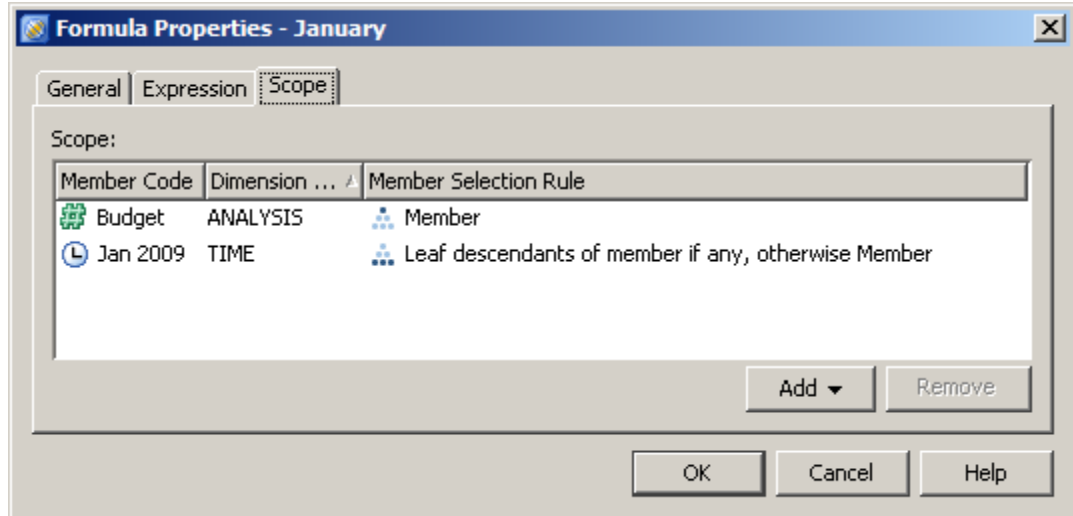 Formula Properties - January
General Expression Scope
Scope:
Member Code Dimension ... Member Selection Rule
Budget ANALYSIS Member
Jan 2009 TIME Leaf descendants of member if any, otherwise Member
Add Remove
OK Cancel Help